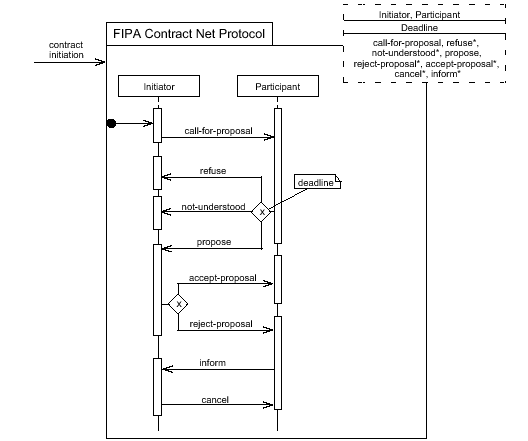 Initiator, Participant
Deadline
call-for-proposal, refuse*,
not-understood*, propose,
reject-proposal*, accept-proposal*,
cancel*, inform*
FIPA Contract Net Protocol
contract
initiation
Initiator
Participant
call-for-proposal
refuse
deadline
not-understood
x
propose
accept-proposal
x
reject-proposal
inform
cancel